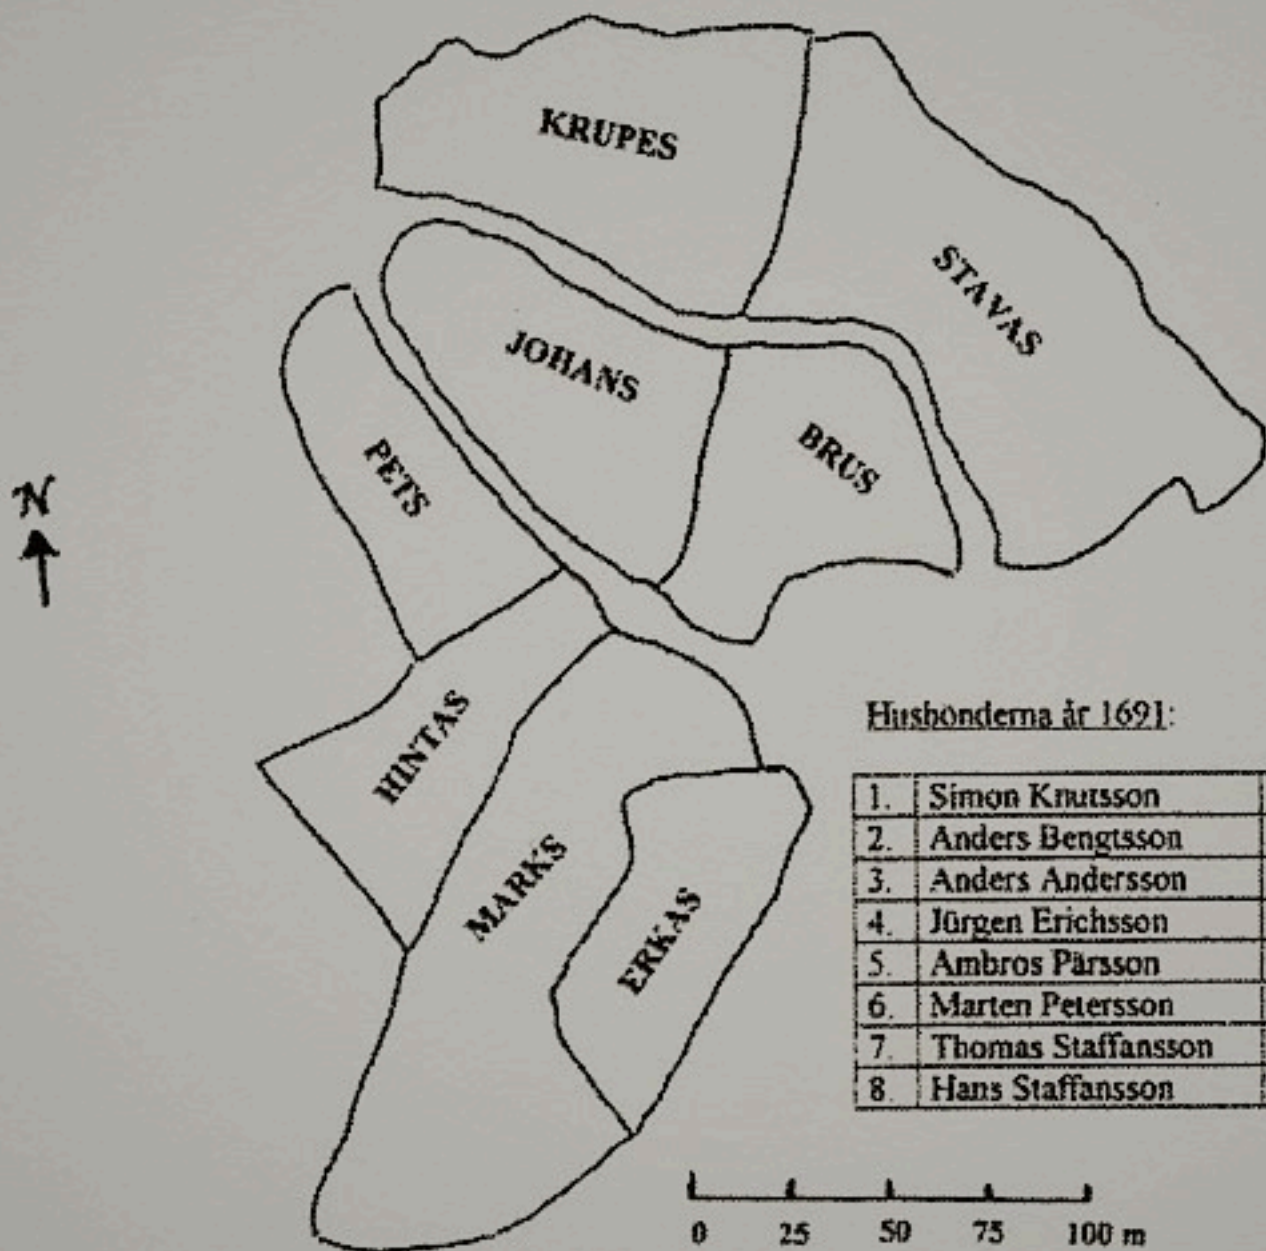 KRUPES
STAVAS
JOHANS
BRUS
PETS
N
HINTAS
MARKS
ERKAS
Husbönderna år 1691:
1. Simon Knutsson
2. Anders Bengtsson
3. Anders Andersson
4. Jürgen Erichsson
5. Ambros Pärsson
6. Marten Petersson
7. Thomas Staffansson
8. Hans Staffansson
0 25 50 75 100 m